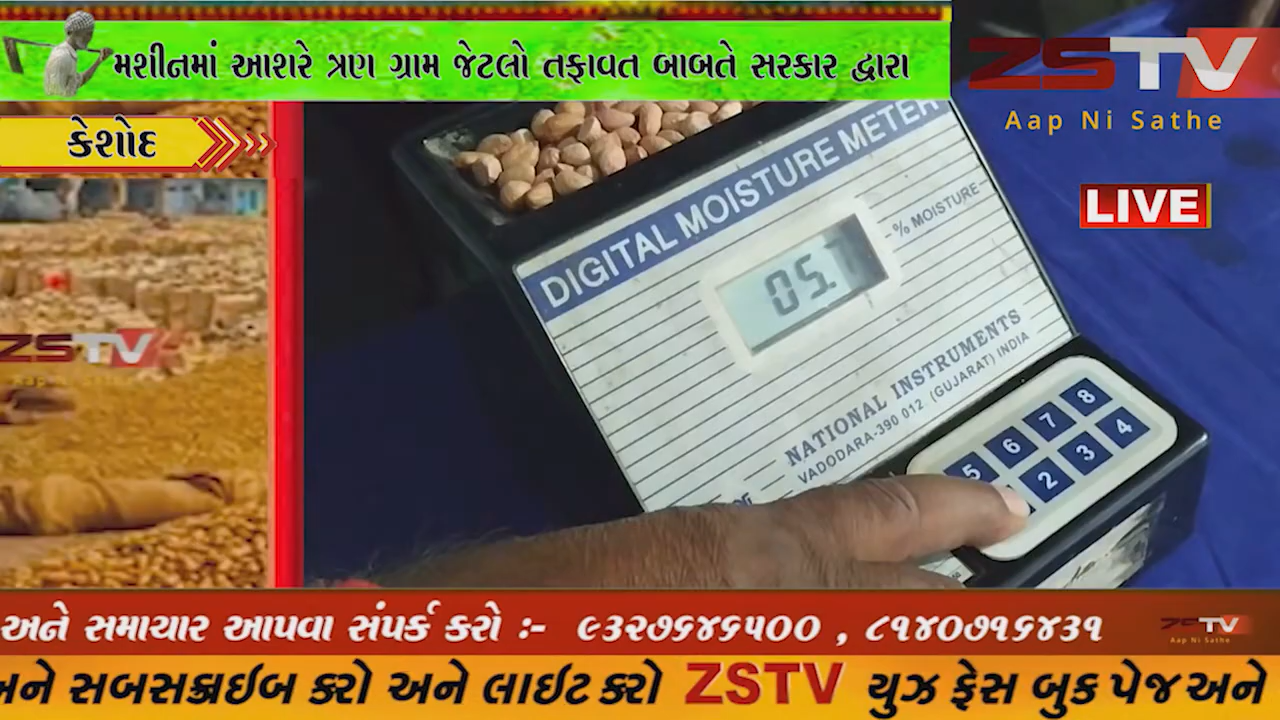 મશીનમાં આશરે ત્રણ ગ્રામ જેટલો તફાવત બાબતે સરકાર દ્વારા
ZSTV
Aap Ni Sathe
કેશોદ
LIVE
DIGITAL MOISTURE METER
05.
% MOISTURE
NATIONAL INSTRUMENTS
VADODARA-390 012 (GUJARAT) INDIA
5 6 7 8
2 3 4
ZSTV
અને સમાચાર આપવા સંપર્ક કરો :- ૯૩૨૭૬૪૬૫૦૦ , ૮૧૪૦૭૧૬૪૩૧
ZSTV
Aap Ni Sathe
અને સબસક્રાઈબ કરો અને લાઈટ કરો ZSTV યુઝ ફેસ બુક પેજ અને